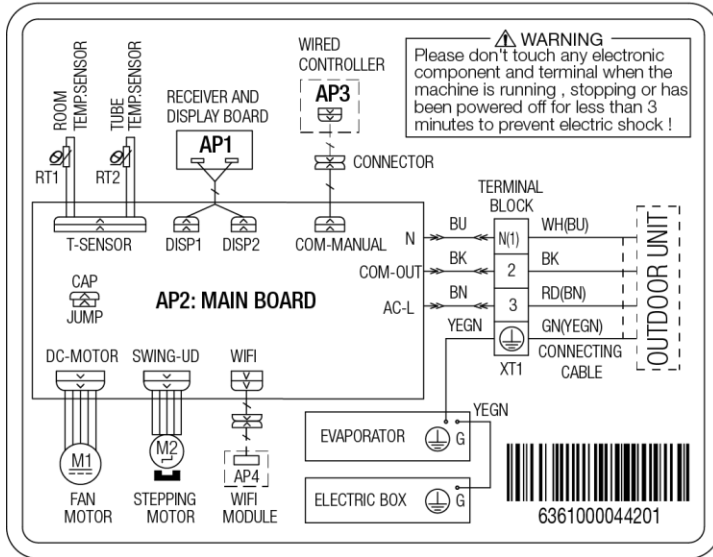 WARNING
Please don't touch any electronic
component and terminal when the
machine is running , stopping or has
been powered off for less than 3
minutes to prevent electric shock !
ROOM
TEMP.SENSOR
TUBE
TEMP.SENSOR
RT1
RT2
RECEIVER AND
DISPLAY BOARD
AP1
WIRED
CONTROLLER
AP3
CONNECTOR
T-SENSOR
DISP1
DISP2
COM-MANUAL
N
COM-OUT
AC-L
CAP
JUMP
AP2: MAIN BOARD
TERMINAL
BLOCK
BU
N(1)
WH(BU)
BK
2
BK
BN
3
RD(BN)
YEGN
GN(YEGN)
XT1
CONNECTING
CABLE
OUTDOOR UNIT
DC-MOTOR
SWING-UD
WIFI
M1
M2
AP4
FAN
MOTOR
STEPPING
MOTOR
WIFI
MODULE
EVAPORATOR
G
YEGN
ELECTRIC BOX
G
6361000044201